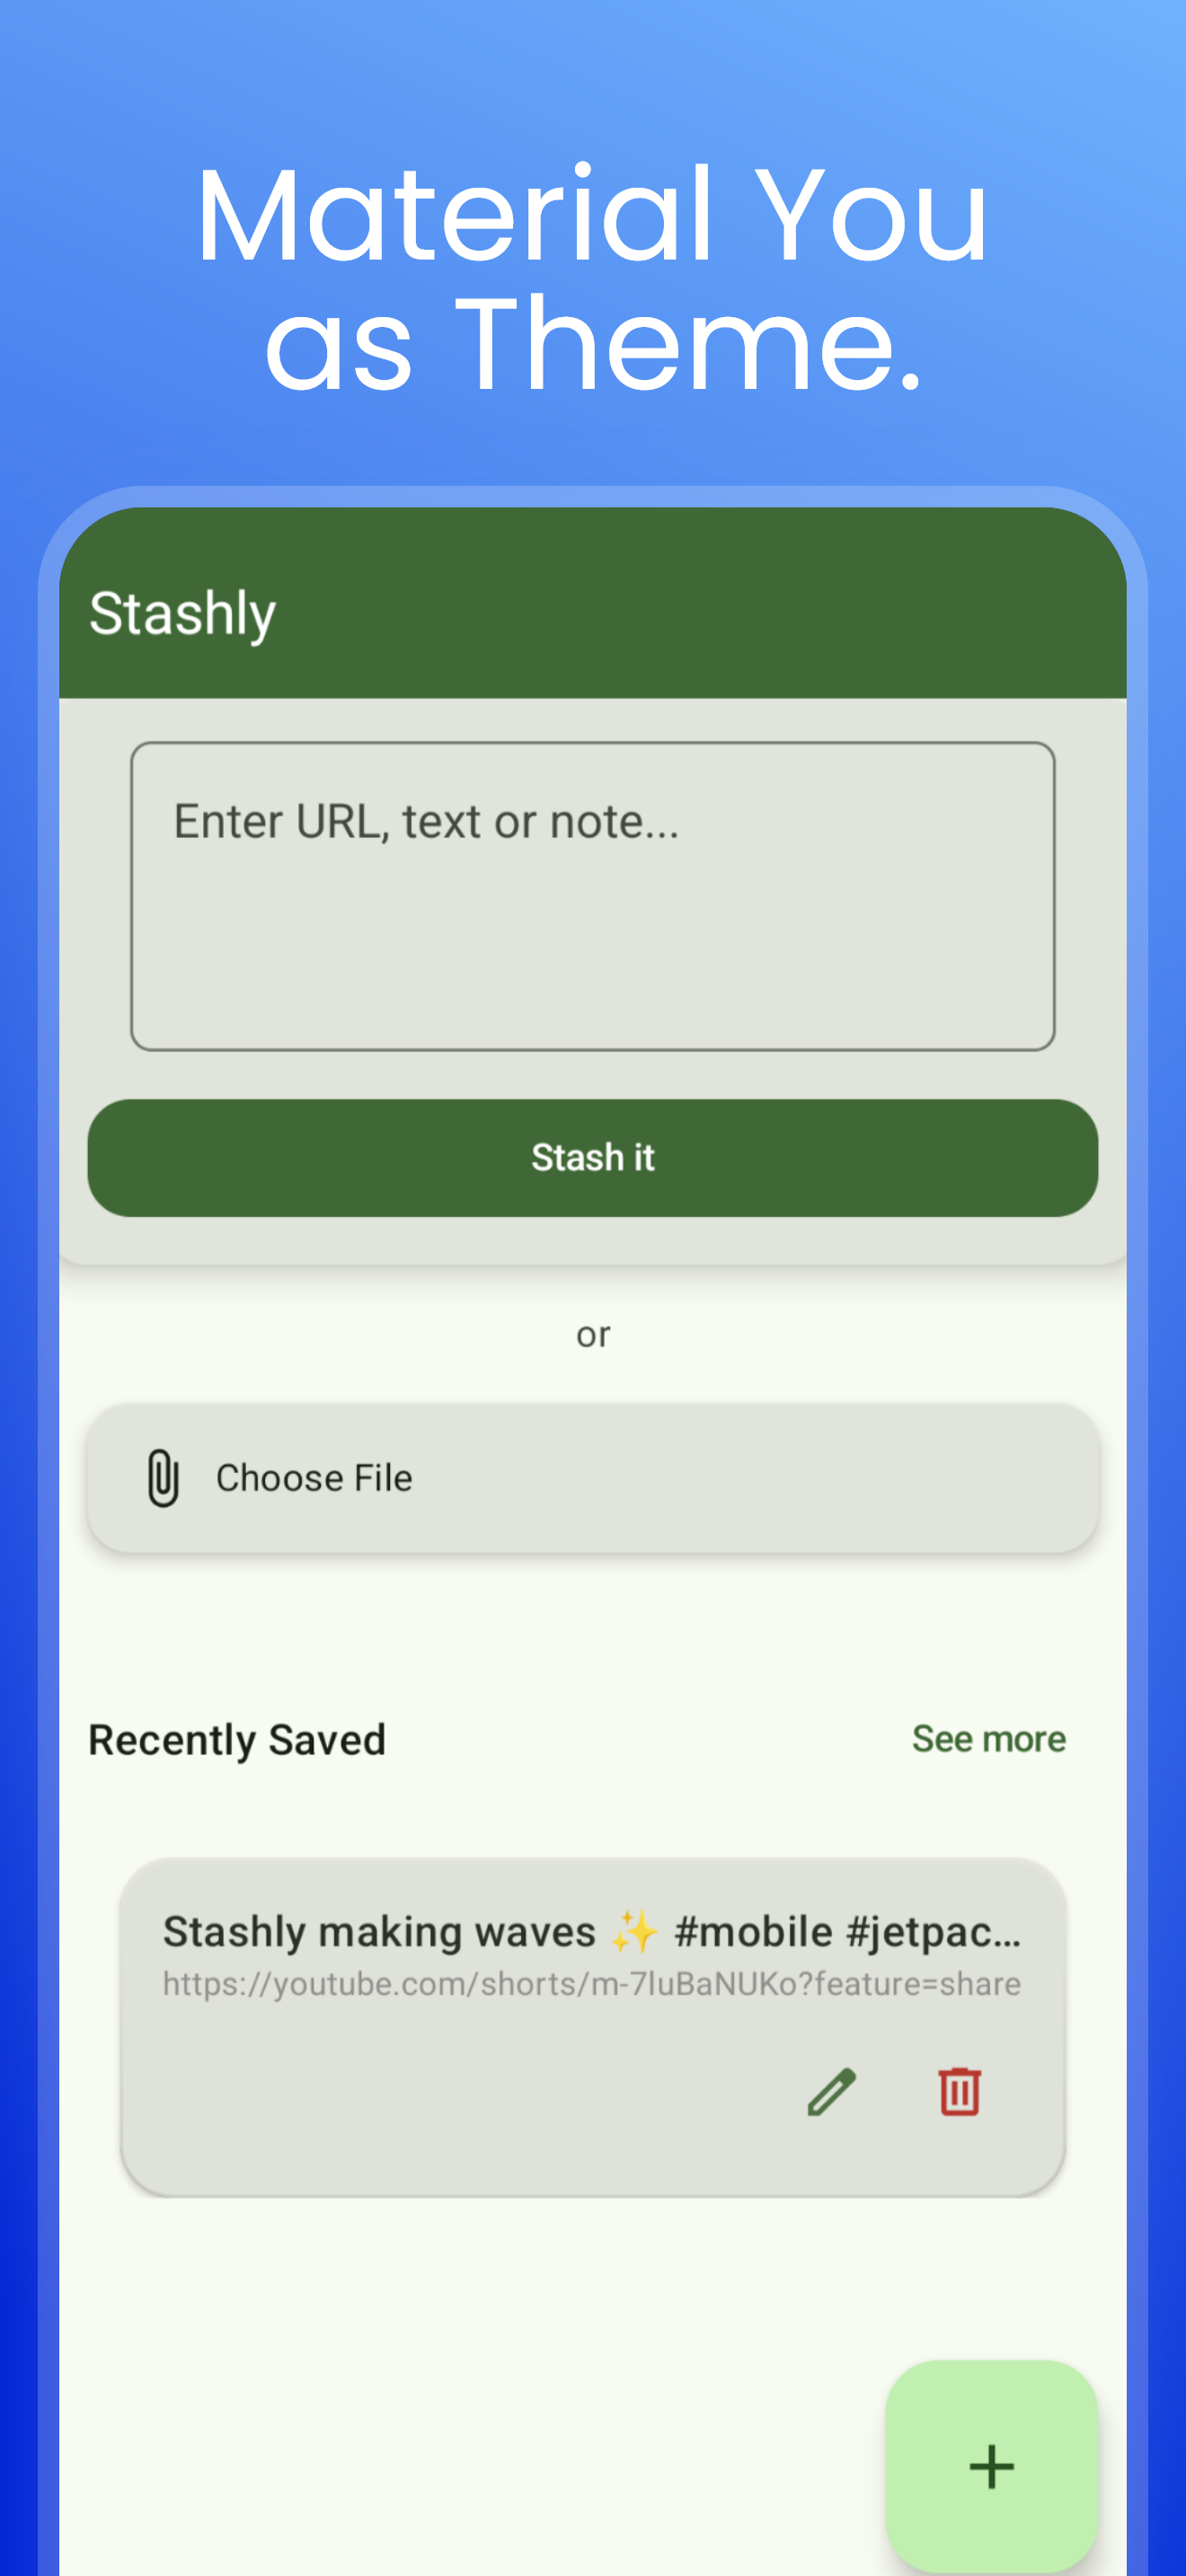 Material You
as Theme.
Stashly
Enter URL, text or note...
Stash it
or
Choose File
Recently Saved
See more
Stashly making waves ✨ #mobile #jetpac...
https://youtube.com/shorts/m-7luBaNUKo?feature=share